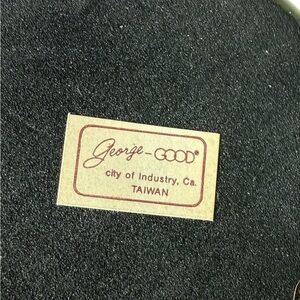 George-GOOD®
city of Industry, Ca.
TAIWAN